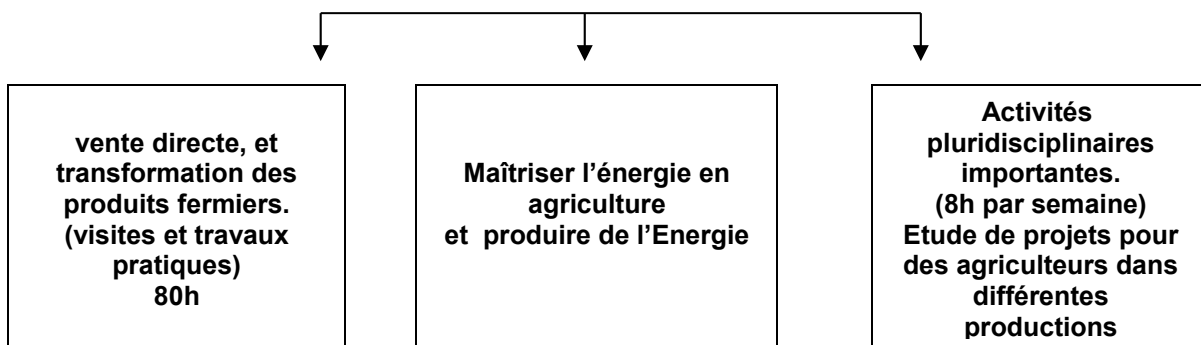 vente directe, et
transformation des
produits fermiers.
(visites et travaux
pratiques)
80h
Maîtriser l’énergie en
agriculture
et produire de l’Energie
Activités
pluridisciplinaires
importantes.
(8h par semaine)
Etude de projets pour
des agriculteurs dans
différentes
productions